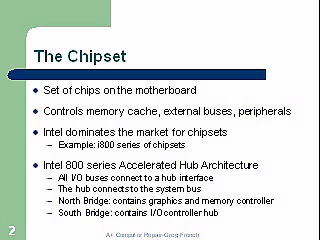 The Chipset
● Set of chips on the motherboard
● Controls memory cache, external buses, peripherals
● Intel dominates the market for chipsets
– Example: i800 series of chipsets
● Intel 800 series Accelerated Hub Architecture
– All I/O buses connect to a hub interface
– The hub connects to the system bus
– North Bridge: contains graphics and memory controller
– South Bridge: contains I/O controller hub
2
A+ Computer Repair-Greg French